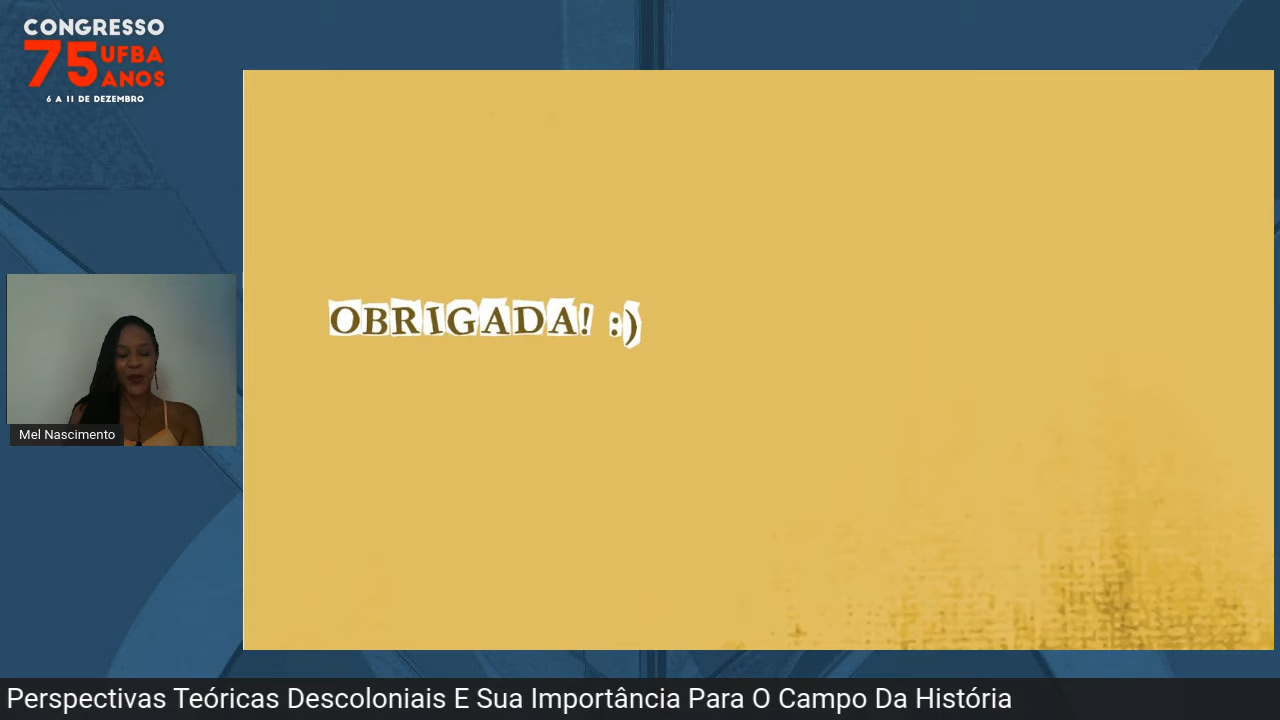 CONGRESSO
75 UFBA
ANOS
6 A 11 DE DEZEMBRO
OBRIGADA! :)
Mel Nascimento
Perspectivas Teóricas Descoloniais E Sua Importância Para O Campo Da História